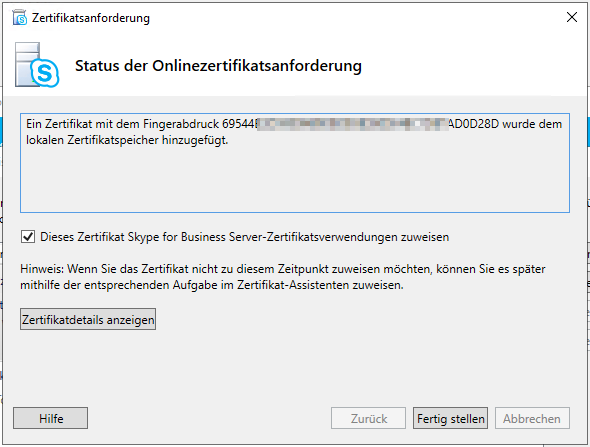 Zertifikatsanforderung
Status der Onlinezertifikatsanforderung
Ein Zertifikat mit dem Fingerabdruck 69544 AD0D28D wurde dem
lokalen Zertifikatspeicher hinzugefügt.
Dieses Zertifikat Skype for Business Server-Zertifikatsverwendungen zuweisen
Hinweis: Wenn Sie das Zertifikat nicht zu diesem Zeitpunkt zuweisen möchten, können Sie es später
mithilfe der entsprechenden Aufgabe im Zertifikat-Assistenten zuweisen.
Zertifikatdetails anzeigen
Hilfe
Zurück
Fertig stellen
Abbrechen